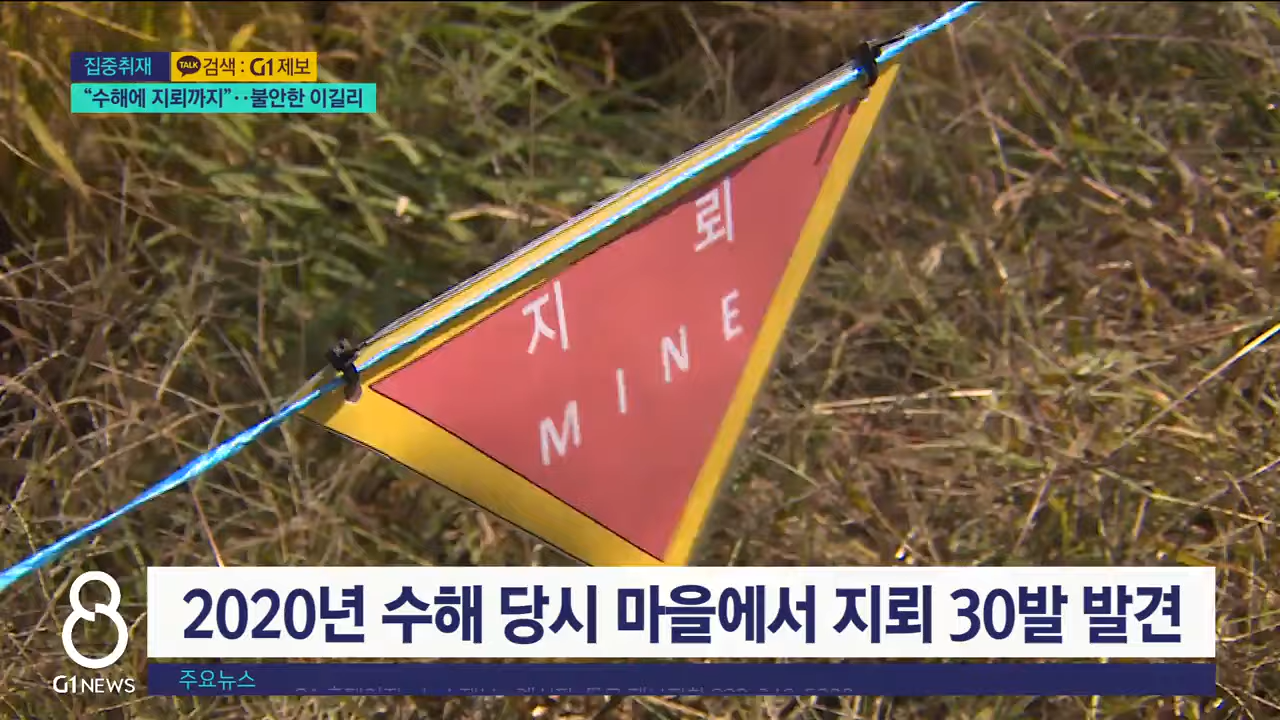 집중취재
TALK 검색 : G1 제보
“수해에 지뢰까지”‥불안한 이길리
지 뢰
M I N E
2020년 수해 당시 마을에서 지뢰 30발 발견
8
G1 NEWS
주요뉴스